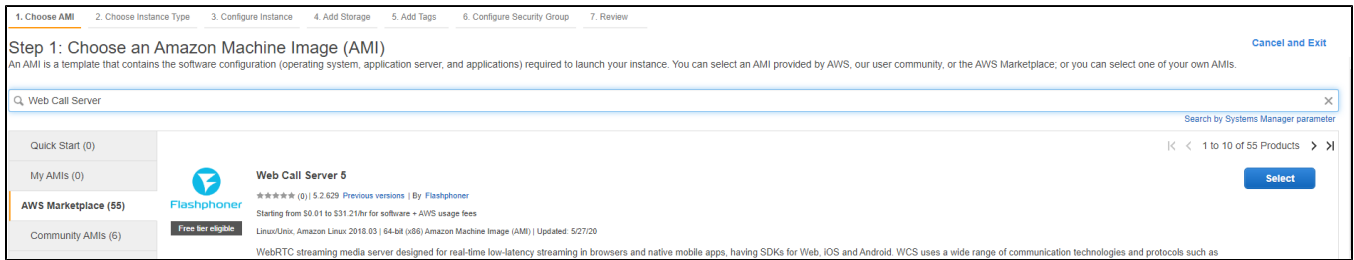 1. Choose AMI 2. Choose Instance Type 3. Configure Instance 4. Add Storage 5. Add Tags 6. Configure Security Group 7. Review
Step 1: Choose an Amazon Machine Image (AMI)
Cancel and Exit
An AMI is a template that contains the software configuration (operating system, application server, and applications) required to launch your instance. You can select an AMI provided by AWS, our user community, or the AWS Marketplace; or you can select one of your own AMIs.
Web Call Server
Search by Systems Manager parameter
Quick Start (0)
My AMIs (0)
AWS Marketplace (55)
Community AMIs (6)
1 to 10 of 55 Products
Flashphoner
Free tier eligible
Web Call Server 5
(0) | 5.2.629 Previous versions | By Flashphoner
Starting from $0.01 to $31.21/hr for software + AWS usage fees
Linux/Unix, Amazon Linux 2018.03 | 64-bit (x86) Amazon Machine Image (AMI) | Updated: 5/27/20
WebRTC streaming media server designed for real-time low-latency streaming in browsers and native mobile apps, having SDKs for Web, iOS and Android. WCS uses a wide range of communication technologies and protocols such as
Select